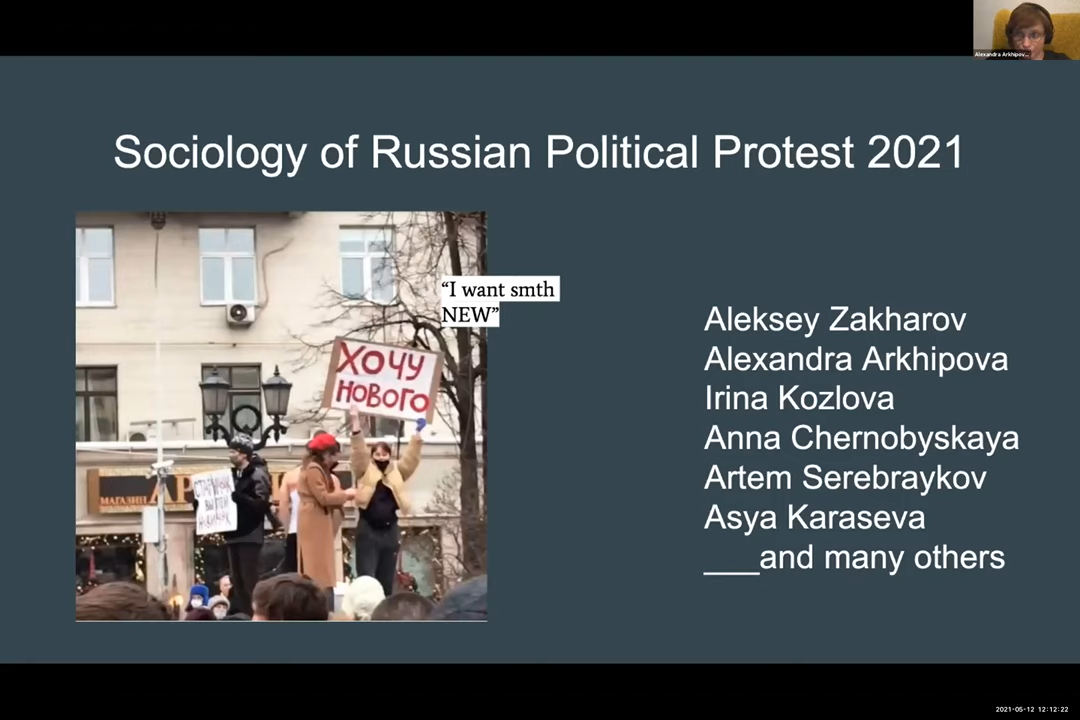 Alexandra Arkhipov...
Sociology of Russian Political Protest 2021
“I want smth
NEW”
ХОЧУ
НОВОГО
МАГАЗИН
Aleksey Zakharov
Alexandra Arkhipova
Irina Kozlova
Anna Chernobyskaya
Artem Serebraykov
Asya Karaseva
___and many others
2021-05-12 12:12:22